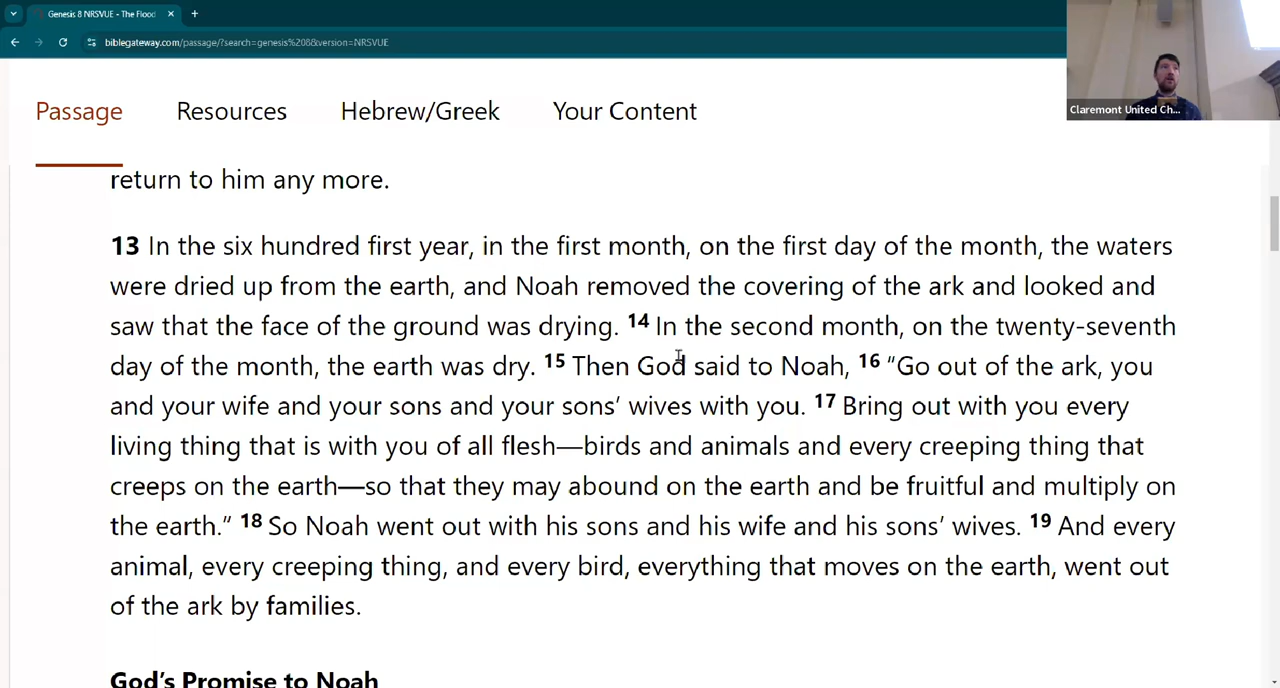 Genesis 8 NRSVUE - The Flood
biblegateway.com/passage/?search=genesis%208&version=NRSVUE
Claremont United Ch...
Passage Resources Hebrew/Greek Your Content
return to him any more.
13 In the six hundred first year, in the first month, on the first day of the month, the waters
were dried up from the earth, and Noah removed the covering of the ark and looked and
saw that the face of the ground was drying. 14 In the second month, on the twenty-seventh
day of the month, the earth was dry. 15 Then God said to Noah, 16 “Go out of the ark, you
and your wife and your sons and your sons’ wives with you. 17 Bring out with you every
living thing that is with you of all flesh—birds and animals and every creeping thing that
creeps on the earth—so that they may abound on the earth and be fruitful and multiply on
the earth.” 18 So Noah went out with his sons and his wife and his sons’ wives. 19 And every
animal, every creeping thing, and every bird, everything that moves on the earth, went out
of the ark by families.
God’s Promise to Noah